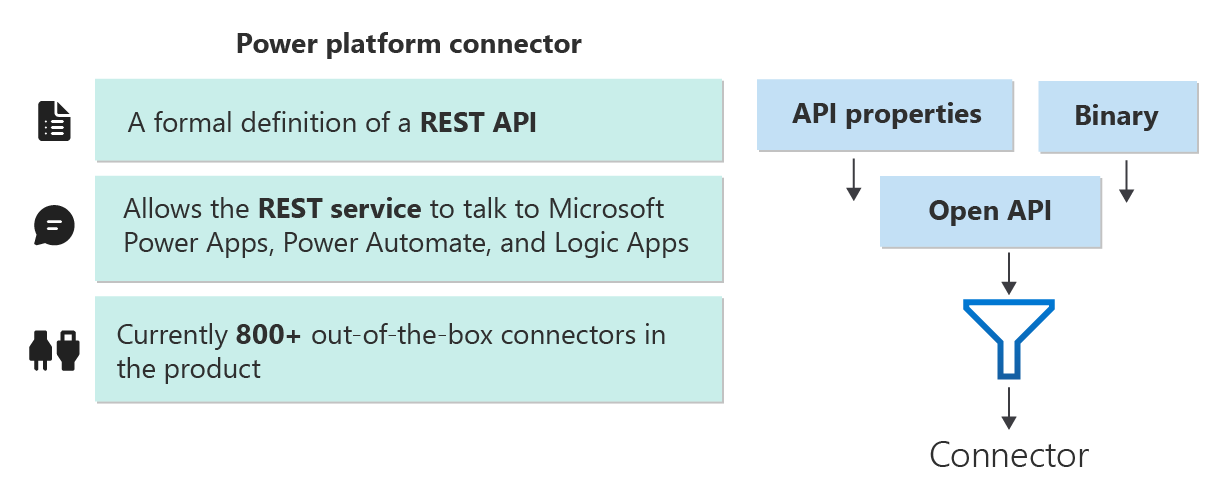 Power platform connector
A formal definition of a REST API
Allows the REST service to talk to Microsoft
Power Apps, Power Automate, and Logic Apps
Currently 800+ out-of-the-box connectors in
the product
API properties
Binary
Open API
Connector